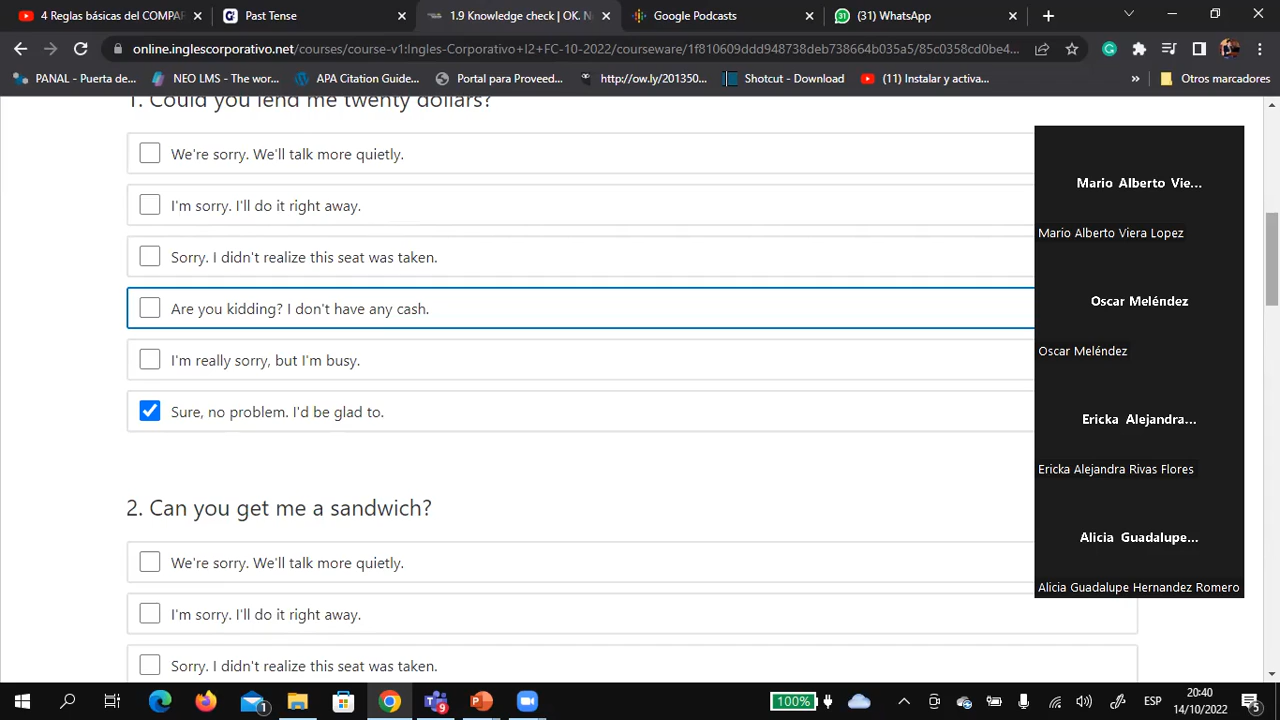 4 Reglas básicas del COMPAR
Past Tense
1.9 Knowledge check | OK. N
Google Podcasts
(31) WhatsApp
online.inglescorporativo.net/courses/course-v1:Ingles-Corporativo+I2+FC-10-2022/courseware/1f810609ddd948738deb738664b035a5/85c0358cd0be4...
PANAL - Puerta de...
NEO LMS - The wor...
APA Citation Guide...
Portal para Proveed...
http://ow.ly/201350...
Shotcut - Download
(11) Instalar y activa...
»
Otros marcadores
1. Could you lend me twenty dollars?
We're sorry. We'll talk more quietly.
I'm sorry. I'll do it right away.
Sorry. I didn't realize this seat was taken.
Are you kidding? I don't have any cash.
I'm really sorry, but I'm busy.
Sure, no problem. I'd be glad to.
2. Can you get me a sandwich?
We're sorry. We'll talk more quietly.
I'm sorry. I'll do it right away.
Sorry. I didn't realize this seat was taken.
Mario Alberto Vie...
Mario Alberto Viera Lopez
Oscar Meléndez
Oscar Meléndez
Ericka Alejandra...
Ericka Alejandra Rivas Flores
Alicia Guadalupe...
Alicia Guadalupe Hernandez Romero
1
9
100%
ESP
20:40
14/10/2022
5